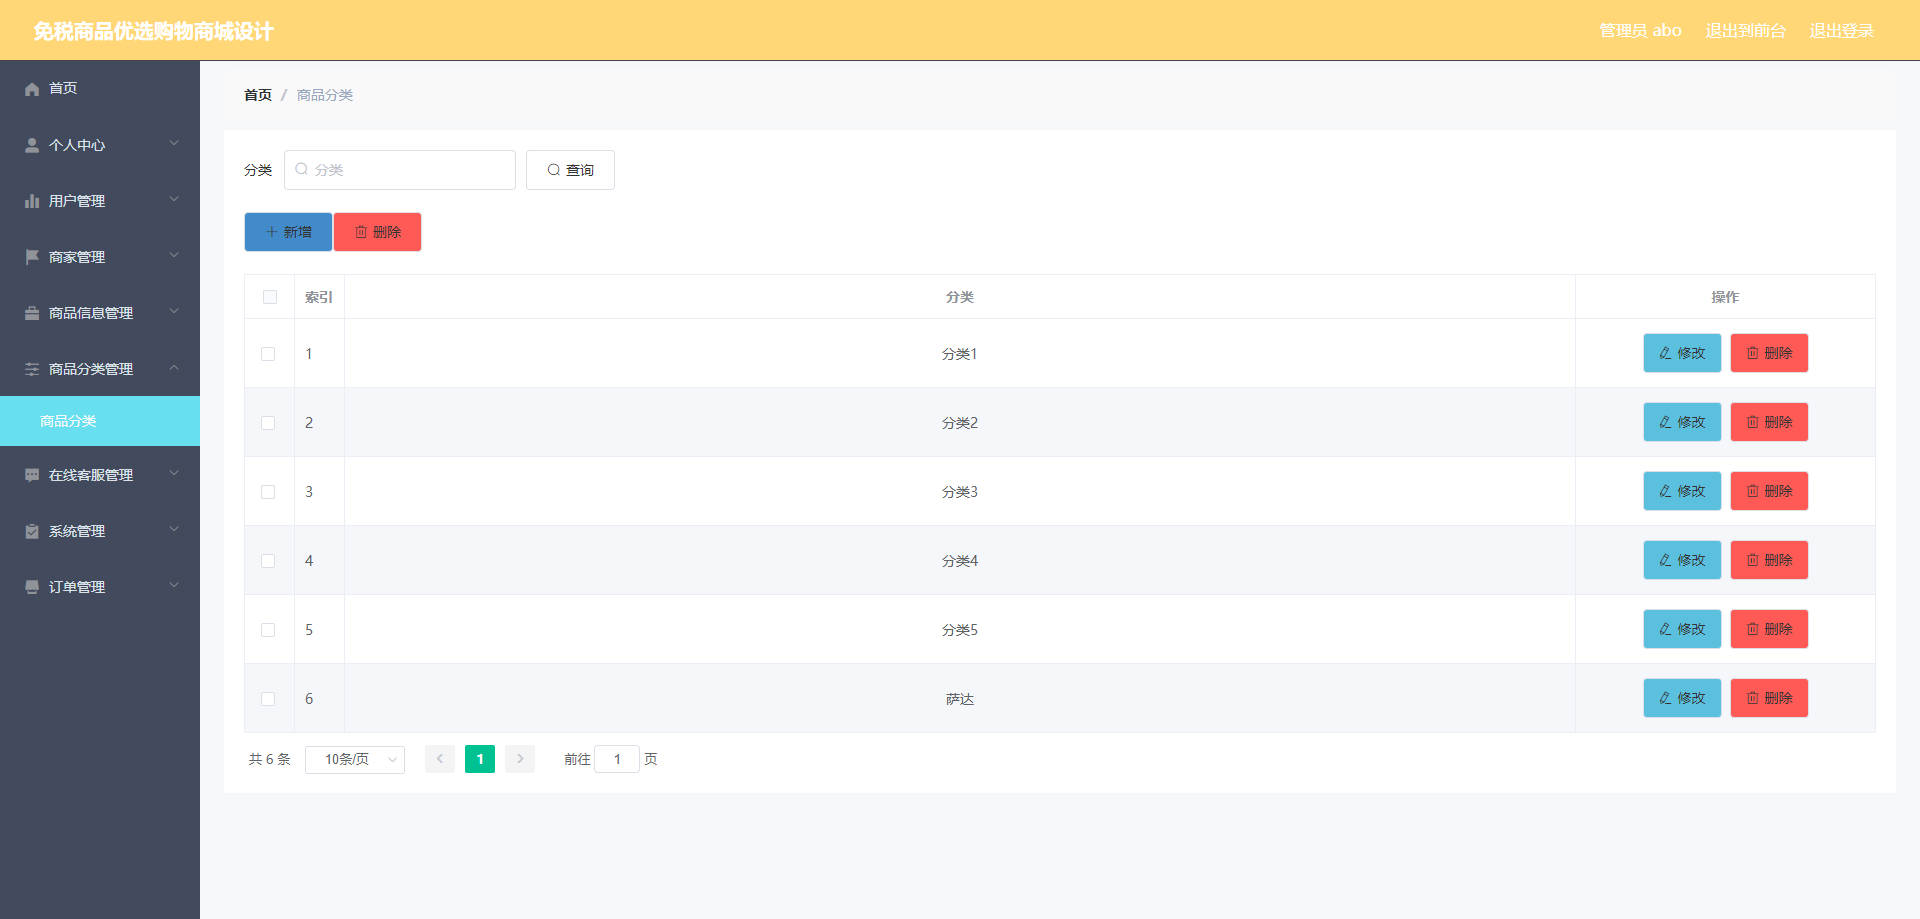 免税商品优选购物商城设计
管理员 abo 退出到前台 退出登录
首页
个人中心
用户管理
商家管理
商品信息管理
商品分类管理
商品分类
在线客服管理
系统管理
订单管理
首页 / 商品分类
分类 分类 查询
新增 删除
索引 分类 操作
1 分类1 修改 删除
2 分类2 修改 删除
3 分类3 修改 删除
4 分类4 修改 删除
5 分类5 修改 删除
6 萨达 修改 删除
共 6 条 10条/页 1 前往 1 页